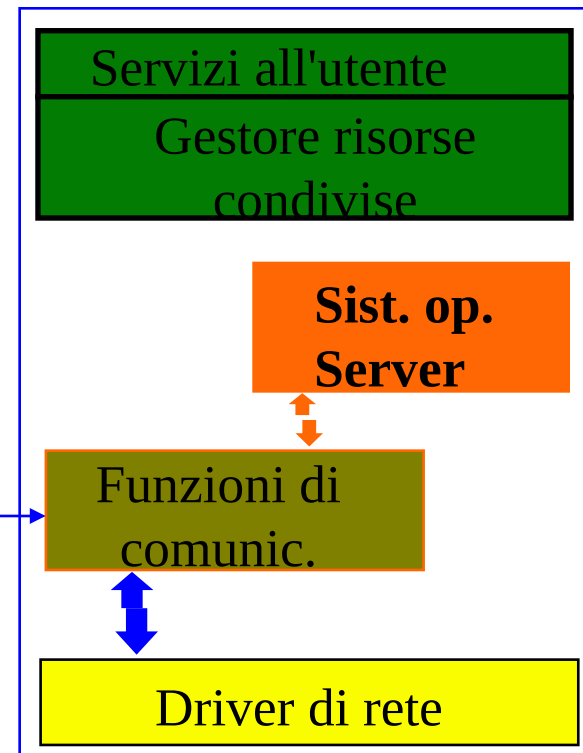 Servizi all'utente
Gestore risorse
condivise
Sist. op.
Server
Funzioni di
comunic.
Driver di rete